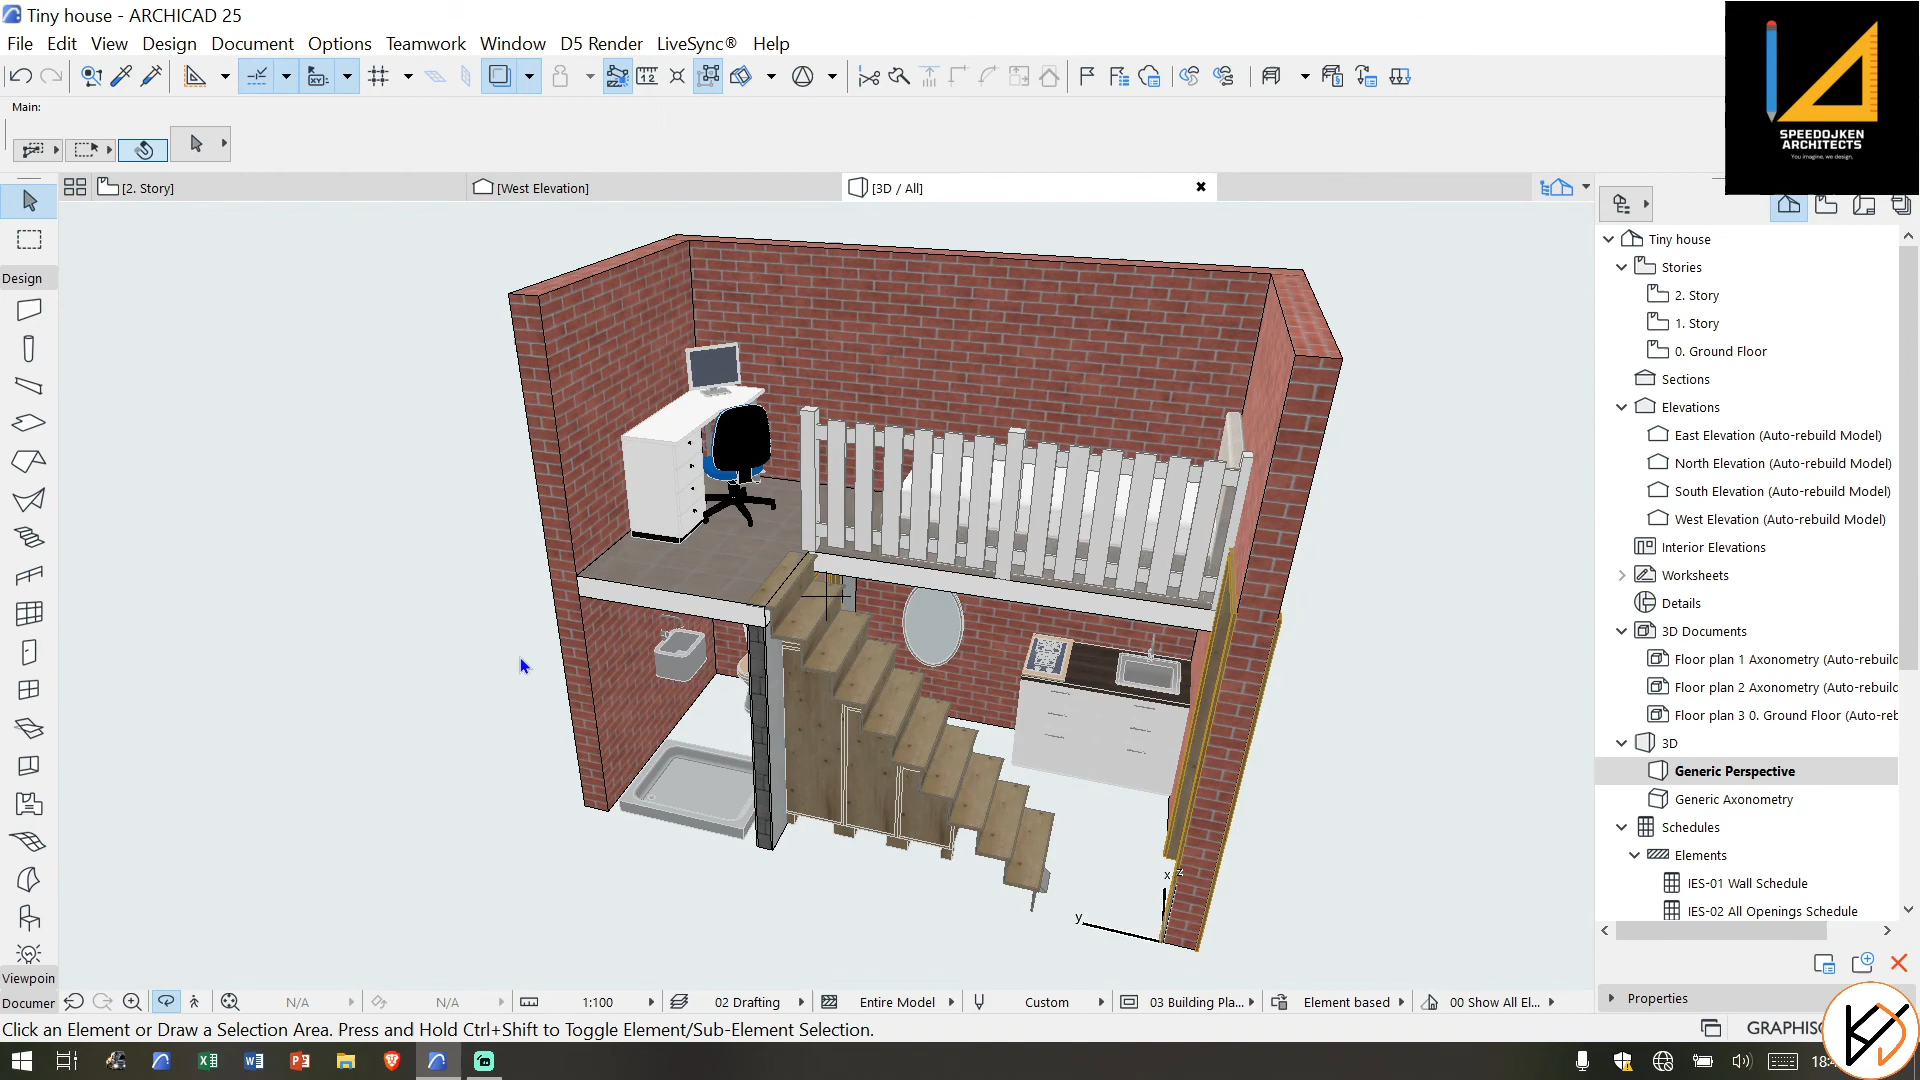 Tiny house - ARCHICAD 25
File Edit View Design Document Options Teamwork Window D5 Render LiveSync® Help
Main:
SPEEDOJKEN
ARCHITECTS
You imagine, we design.
[2. Story]
[West Elevation]
[3D / All]
Design
Viewpoin
Documer
Tiny house
Stories
2. Story
1. Story
0. Ground Floor
Sections
Elevations
East Elevation (Auto-rebuild Model)
North Elevation (Auto-rebuild Model)
South Elevation (Auto-rebuild Model)
West Elevation (Auto-rebuild Model)
Interior Elevations
Worksheets
Details
3D Documents
Floor plan 1 Axonometry (Auto-rebuilc
Floor plan 2 Axonometry (Auto-rebuilc
Floor plan 3 0. Ground Floor (Auto-ret
3D
Generic Perspective
Generic Axonometry
Schedules
Elements
IES-01 Wall Schedule
IES-02 All Openings Schedule
Properties
x z
y
N/A N/A 1:100 02 Drafting Entire Model Custom 03 Building Pla... Element based 00 Show All El...
Click an Element or Draw a Selection Area. Press and Hold Ctrl+Shift to Toggle Element/Sub-Element Selection.
GRAPHISC